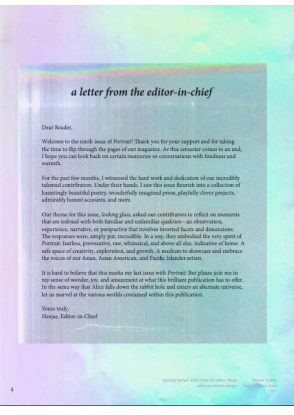 a letter from the editor-in-chief
Dear Reader,
Welcome to the ninth issue of Portrait! Thank you for your support and for taking
the time to flip through the pages of our magazine. As this semester comes to an end,
I hope you can look back on certain memories or conversations with fondness and
warmth.
For the past few months, I witnessed the hard work and dedication of our incredibly
talented contributors. Under their hands, I saw this issue flourish into a collection of
hauntingly beautiful poetry, wonderfully imagined prose, playfully clever projects,
admirably honest accounts, and more.
Our theme for this issue, looking glass, asked our contributors to reflect on moments
that are imbued with both familiar and unfamiliar qualities—an observation,
experience, narrative, or perspective that involves inverted facets and dimensions.
The responses were, simply put, incredible. In a way, they embodied the very spirit of
Portrait: fearless, provocative, raw, whimsical, and above all else, indicative of home. A
safe space of creativity, exploration, and growth. A medium to showcase and embrace
the voices of our Asian, Asian American, and Pacific Islander artists.
It is hard to believe that this marks my last issue with Portrait. But please join me in
my sense of wonder, joy, and amazement at what this brilliant publication has to offer.
In the same way that Alice falls down the rabbit hole and enters an alternate universe,
let us marvel at the various worlds contained within this publication.
Yours truly,
Heejae, Editor-in-Chief
4